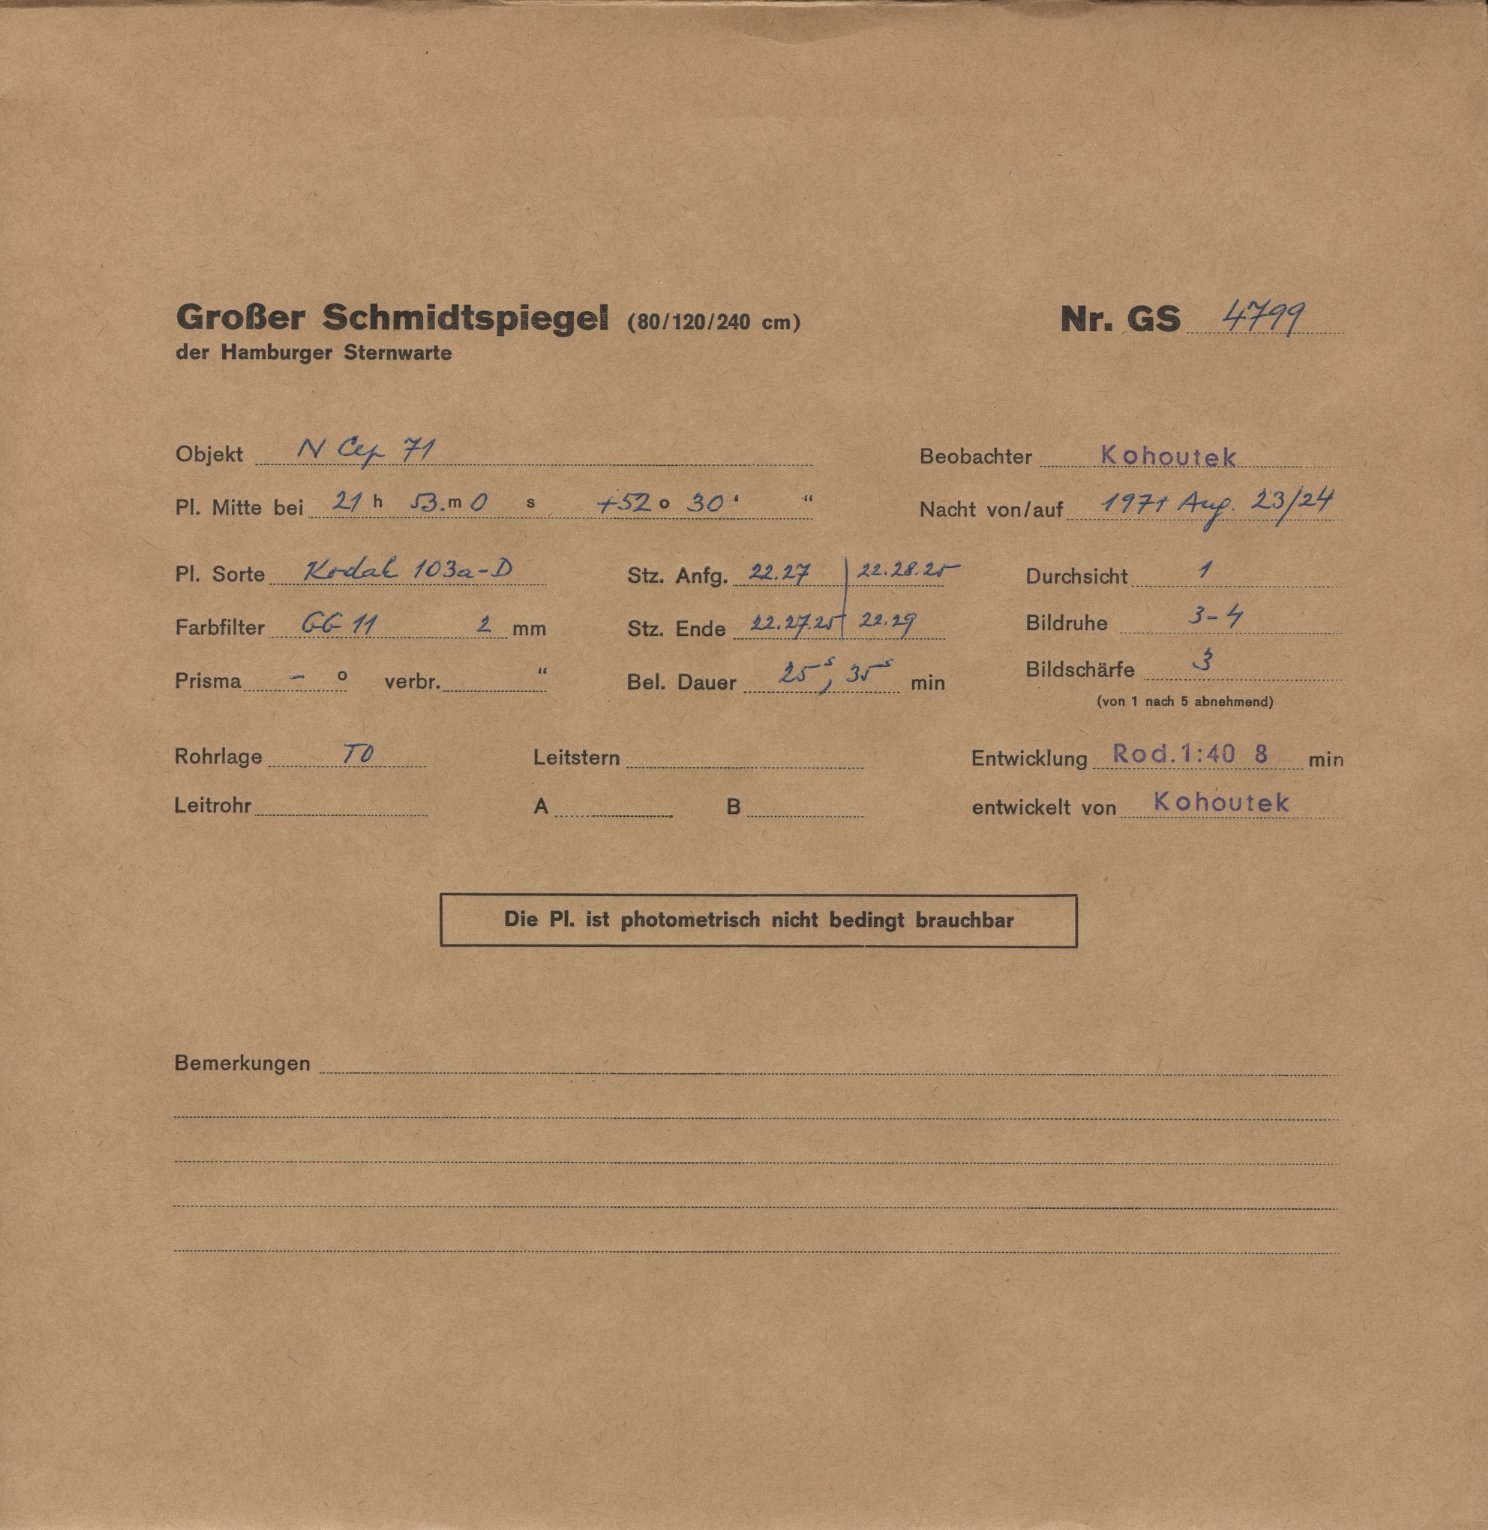 Großer Schmidtspiegel (80/120/240 cm) Nr. GS 4799
der Hamburger Sternwarte
Objekt N Cep 71 Beobachter Kohoutek
Pl. Mitte bei 21 h 53. m 0 s +52 o 30 ‘ “ Nacht von/auf 1971 Aug. 23/24
Pl. Sorte Kodak 103a-D Stz. Anfg. 22.27 | 22.28.25 Durchsicht 1
Farbfilter GG 11 2 mm Stz. Ende 22.27.25 | 22.29 Bildruhe 3-4
Prisma – o verbr. “ Bel. Dauer 25s, 35s min Bildschärfe 3
(von 1 nach 5 abnehmend)
Rohrlage TO Leitstern Entwicklung Rod.1:40 8 min
Leitrohr A B entwickelt von Kohoutek
Die Pl. ist photometrisch nicht bedingt brauchbar
Bemerkungen